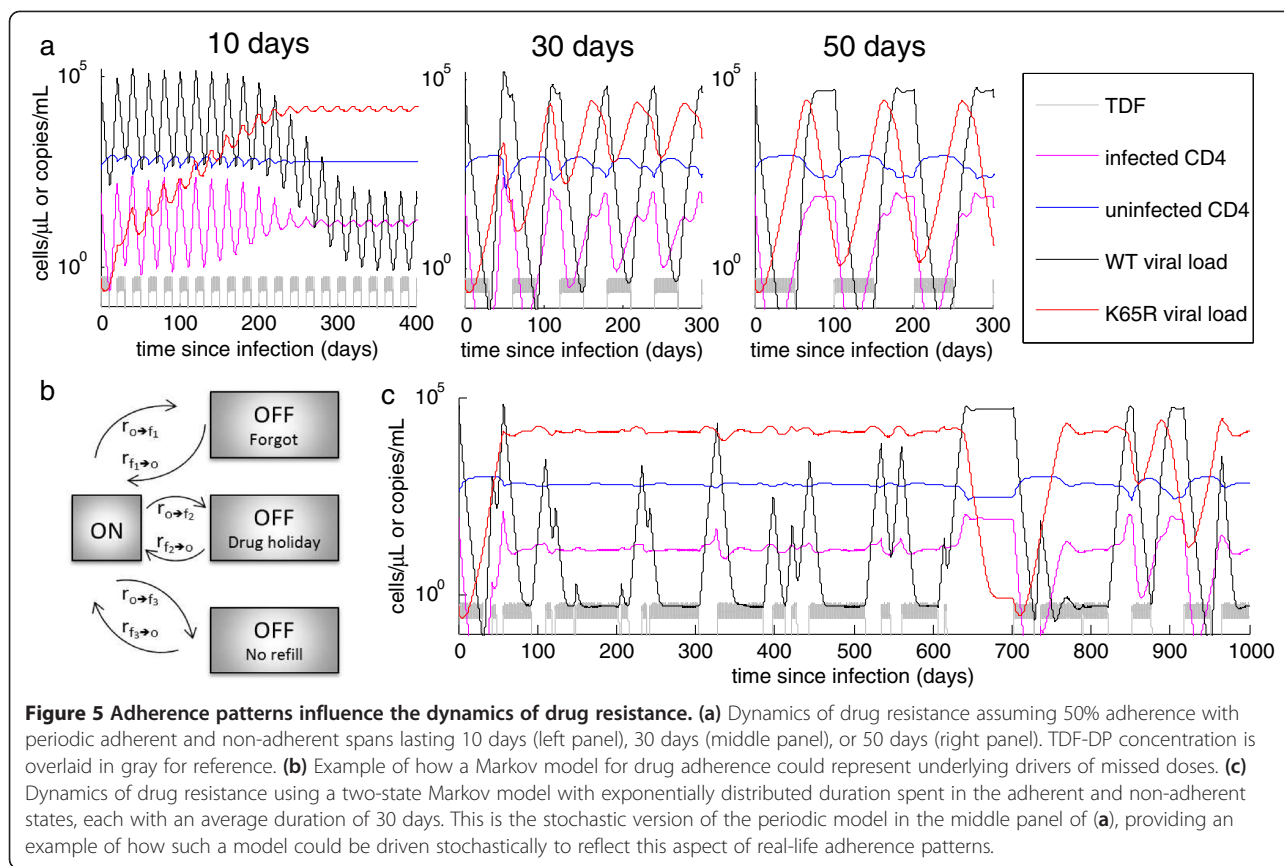 a
10 days
30 days
50 days
10⁵
10⁰
cells/µL or copies/mL
0 100 200 300 400
time since infection (days)
10⁵
10⁰
0 100 200 300
time since infection (days)
10⁵
10⁰
0 100 200 300
time since infection (days)
TDF
infected CD4
uninfected CD4
WT viral load
K65R viral load
b
ON
r o➔f₁
r f₁➔o
OFF
Forgot
r o➔f₂
r f₂➔o
OFF
Drug holiday
r o➔f₃
r f₃➔o
OFF
No refill
c
10⁵
10⁰
cells/µL or copies/mL
0 100 200 300 400 500 600 700 800 900 1000
time since infection (days)
Figure 5 Adherence patterns influence the dynamics of drug resistance. (a) Dynamics of drug resistance assuming 50% adherence with
periodic adherent and non-adherent spans lasting 10 days (left panel), 30 days (middle panel), or 50 days (right panel). TDF-DP concentration is
overlaid in gray for reference. (b) Example of how a Markov model for drug adherence could represent underlying drivers of missed doses. (c)
Dynamics of drug resistance using a two-state Markov model with exponentially distributed duration spent in the adherent and non-adherent
states, each with an average duration of 30 days. This is the stochastic version of the periodic model in the middle panel of (a), providing an
example of how such a model could be driven stochastically to reflect this aspect of real-life adherence patterns.